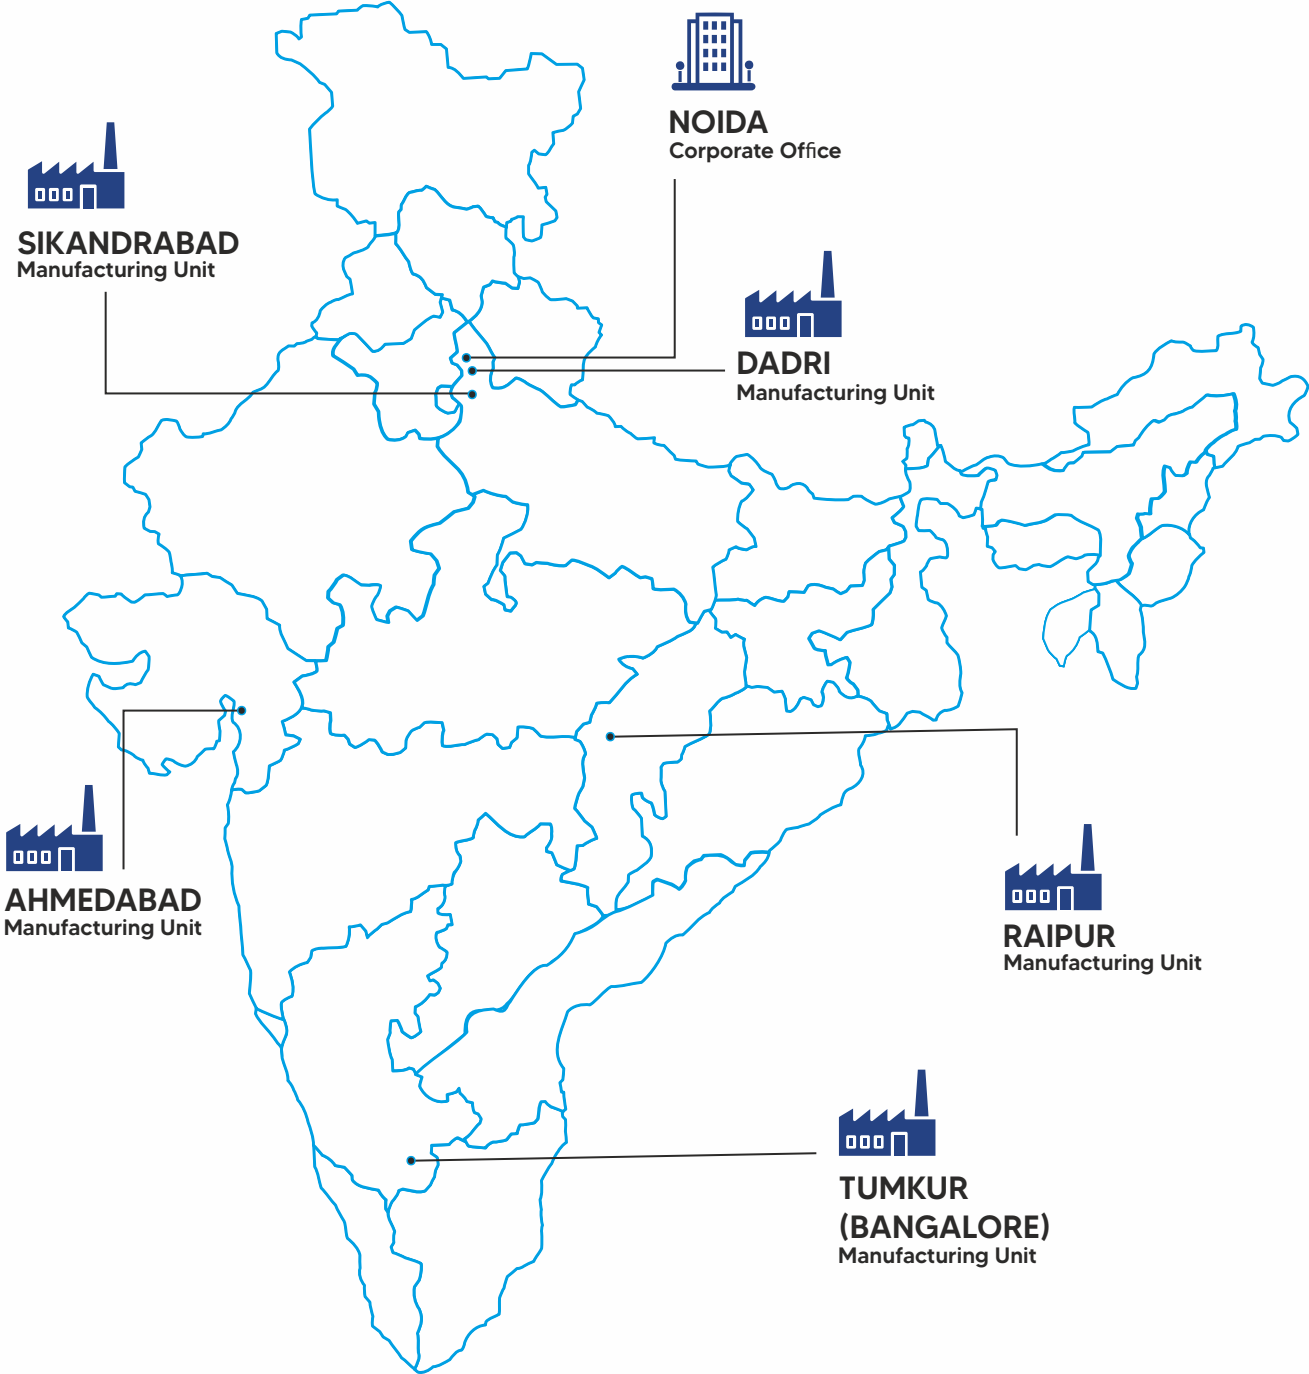 NOIDA
Corporate Office
SIKANDRABAD
Manufacturing Unit
DADRI
Manufacturing Unit
AHMEDABAD
Manufacturing Unit
RAIPUR
Manufacturing Unit
TUMKUR
(BANGALORE)
Manufacturing Unit